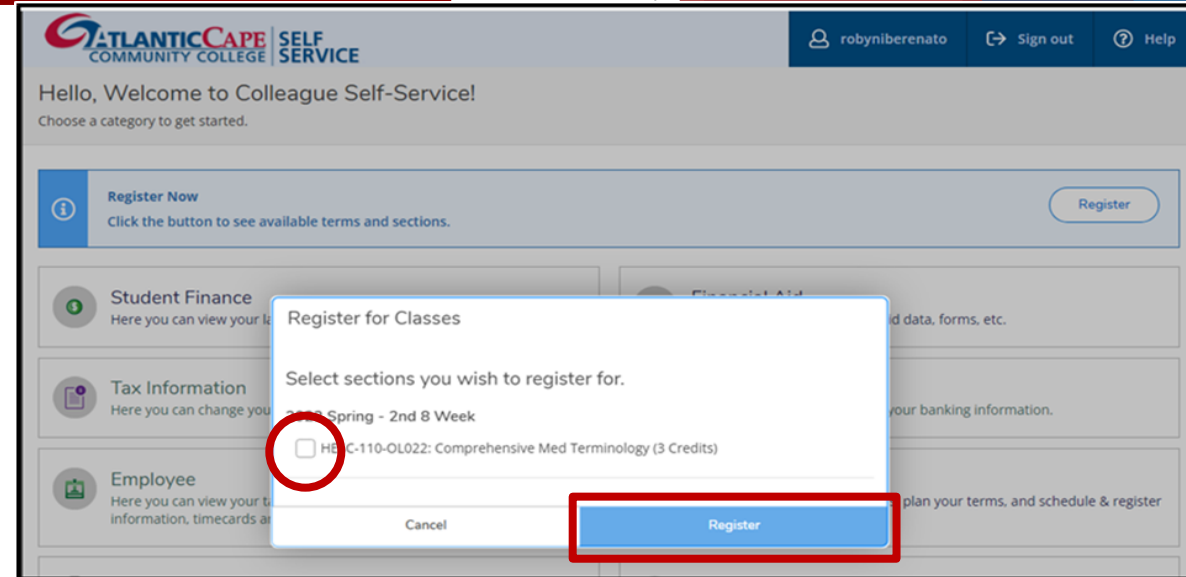 ATLANTICCAPE
COMMUNITY COLLEGE
SELF
SERVICE
robyniberenato
Sign out
Help
Hello, Welcome to Colleague Self-Service!
Choose a category to get started.
Register Now
Click the button to see available terms and sections.
Register
Student Finance
Here you can view your
Financial Aid
id data, forms, etc.
Tax Information
Here you can change you
your banking information.
Employee
Here you can view your
information, timecards
plan your terms, and schedule & register
Register for Classes
Select sections you wish to register for.
Spring - 2nd 8 Week
C-110-OL022: Comprehensive Med Terminology (3 Credits)
Cancel
Register